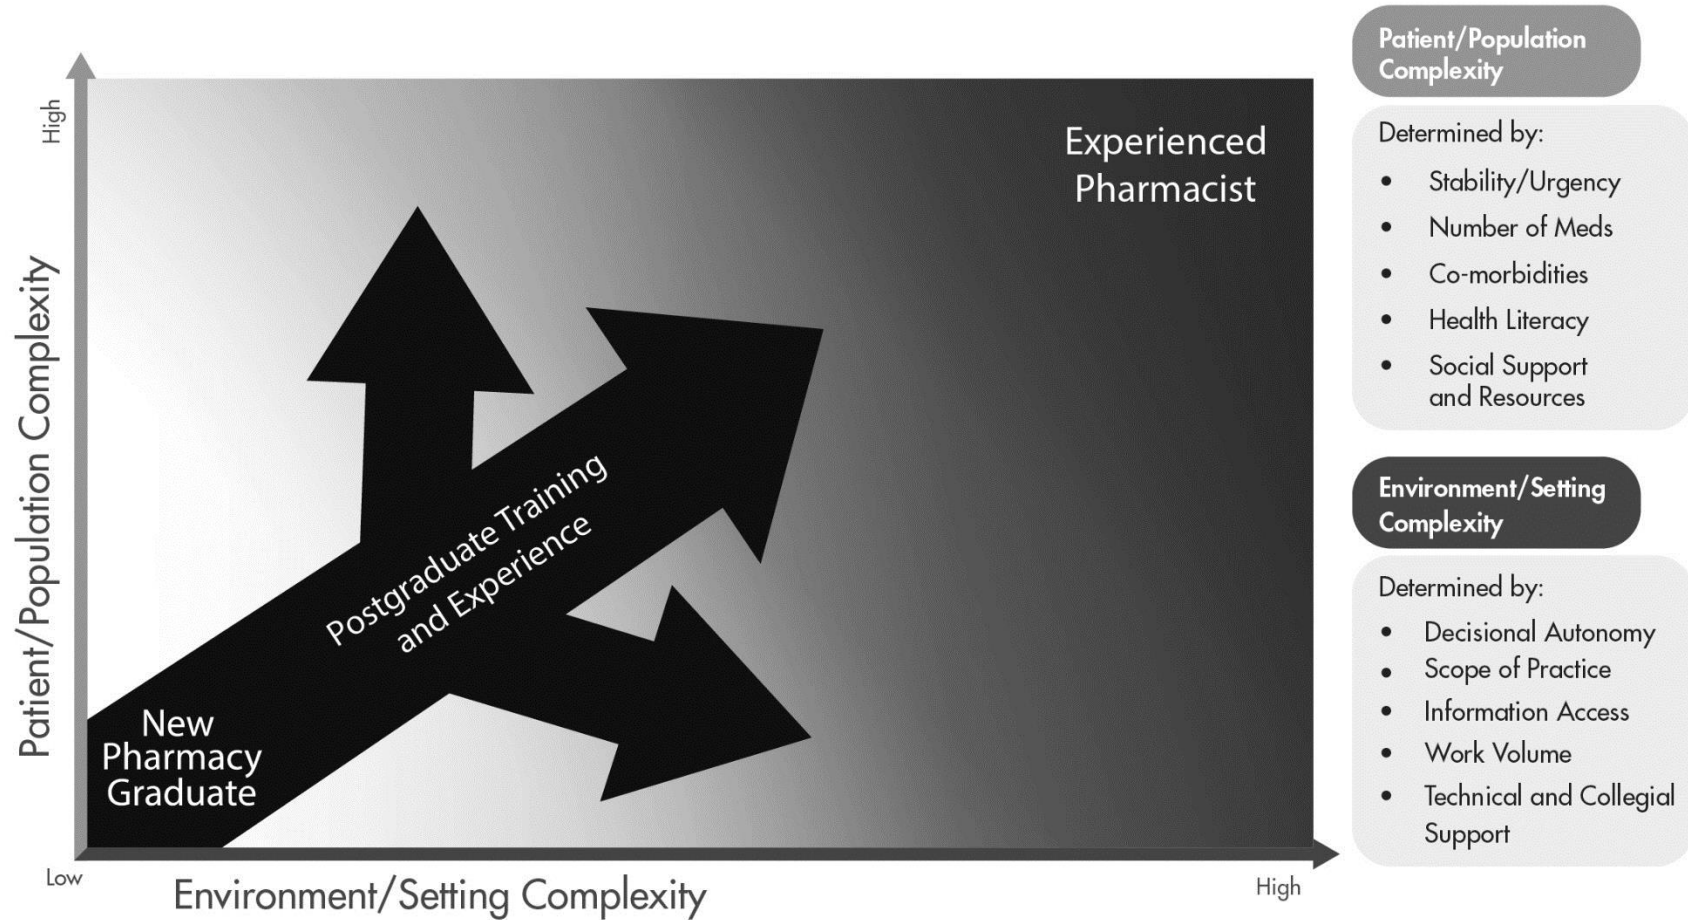 High
Patient/Population Complexity
Low
Environment/Setting Complexity
High
New
Pharmacy
Graduate
Postgraduate Training
and Experience
Experienced
Pharmacist
Patient/Population
Complexity
Determined by:
• Stability/Urgency
• Number of Meds
• Co-morbidities
• Health Literacy
• Social Support
and Resources
Environment/Setting
Complexity
Determined by:
• Decisional Autonomy
• Scope of Practice
• Information Access
• Work Volume
• Technical and Collegial
Support